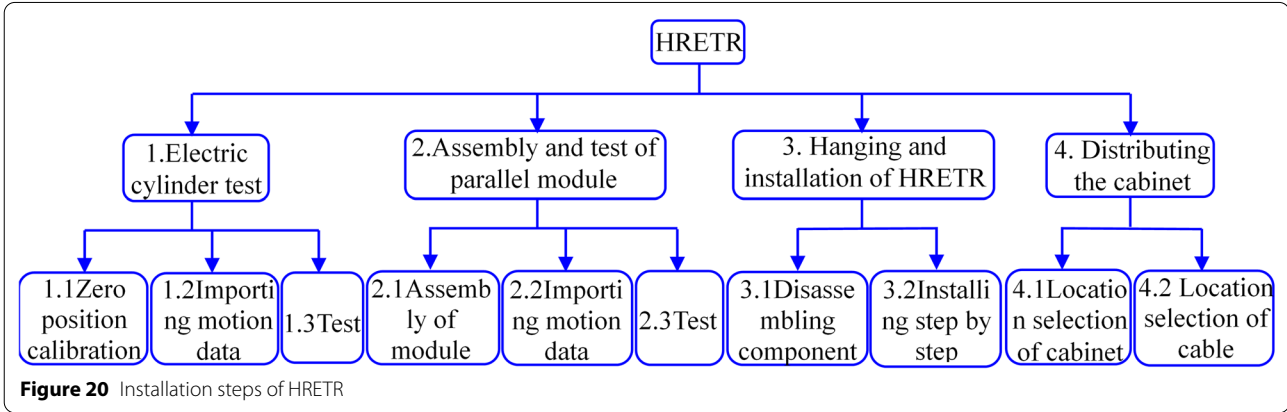 HRETR
1.Electric
cylinder test
2.Assembly and test of
parallel module
3. Hanging and
installation of HRETR
4. Distributing
the cabinet
1.1Zero
position
calibration
1.2Importi
ng motion
data
1.3Test
2.1Assemb
ly of
module
2.2Importi
ng motion
data
2.3Test
3.1Disasse
mbling
component
3.2Installi
ng step by
step
4.1Locatio
n selection
of cabinet
4.2 Location
selection of
cable
Figure 20 Installation steps of HRETR